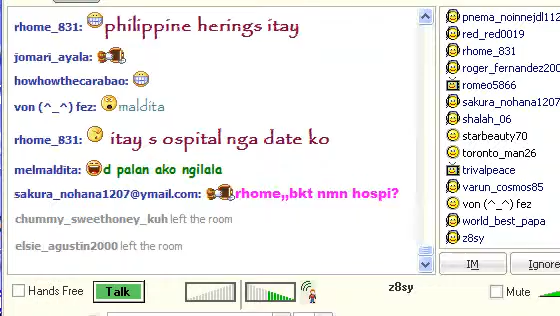 rhome_831: philippine herings itay
jomari_ayala:
howhowthecarabao:
von (^_^) fez: maldita
rhome_831: itay s ospital nga date ko
melmaldita: d palan ako ngilala
sakura_nohana1207@ymail.com: rhome,,bkt nmn hospi?
chummy_sweethoney_kuh left the room
elsie_agustin2000 left the room
pnema_noinnejdl112
red_red0019
rhome_831
roger_fernandez200
romeo5866
sakura_nohana1207
shalah_06
starbeauty70
toronto_man26
trivalpeace
varun_cosmos85
von (^_^) fez
world_best_papa
z8sy
IM
Ignore
Hands Free
Talk
z8sy
Mute